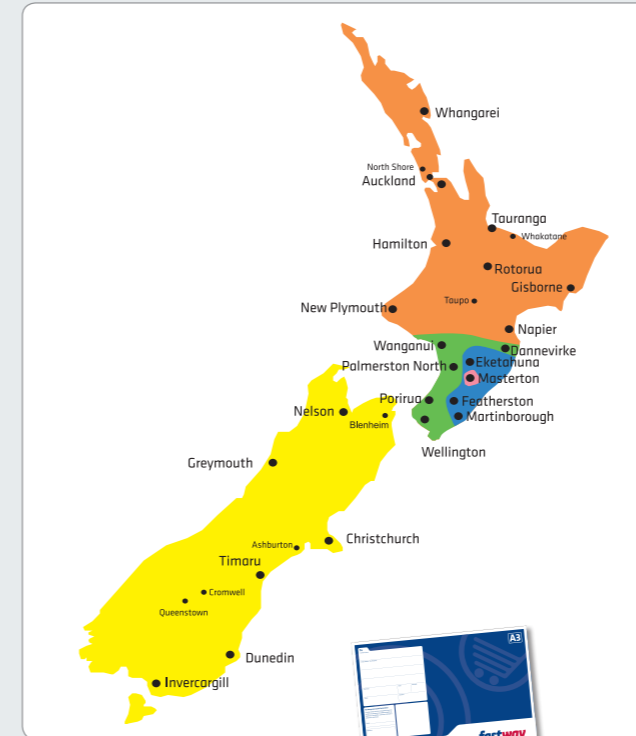 Whangarei
North Shore
Auckland
Tauranga
Whakatane
Hamilton
Rotorua
Gisborne
Taupo
New Plymouth
Napier
Wanganui
Dannevirke
Eketahuna
Palmerston North
Masterton
Porirua
Featherston
Nelson
Martinborough
Blenheim
Wellington
Greymouth
Christchurch
Ashburton
Timaru
Cromwell
Queenstown
A3
Dunedin
Invercargill